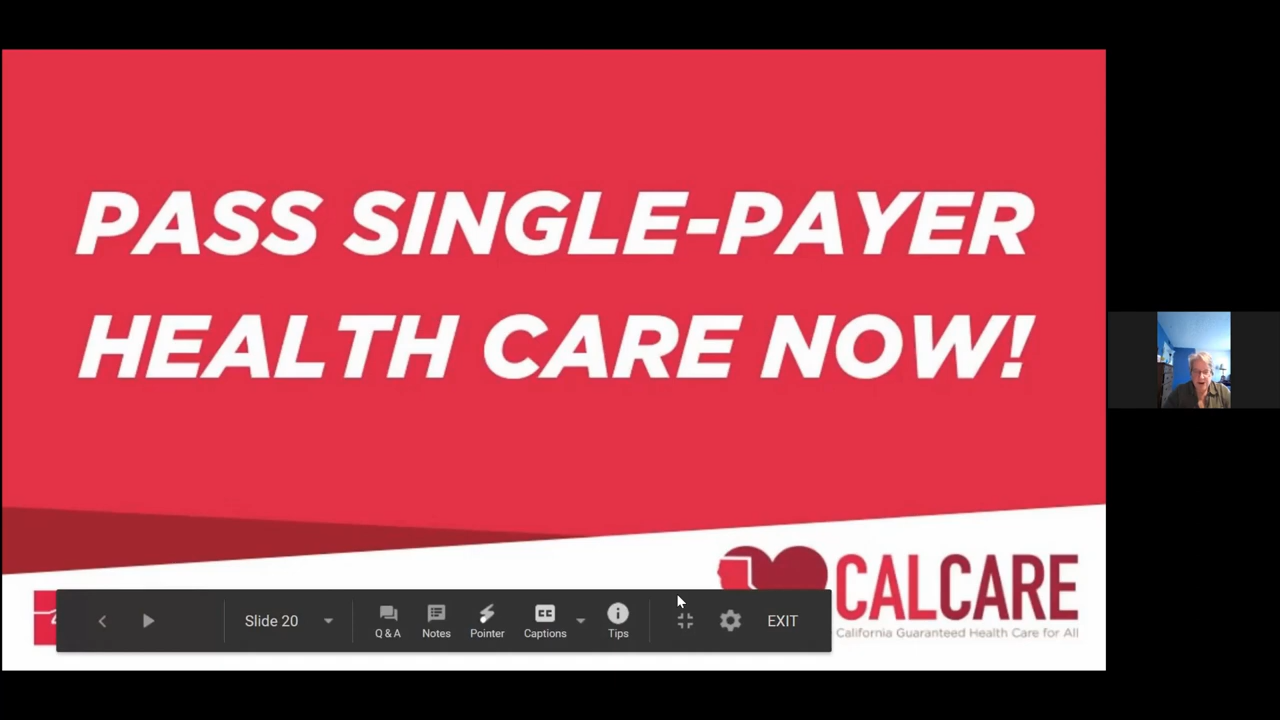 PASS SINGLE-PAYER
HEALTH CARE NOW!
CALCARE
California Guaranteed Health Care for All
Slide 20
Q & A
Notes
Pointer
CC
Captions
Tips
EXIT